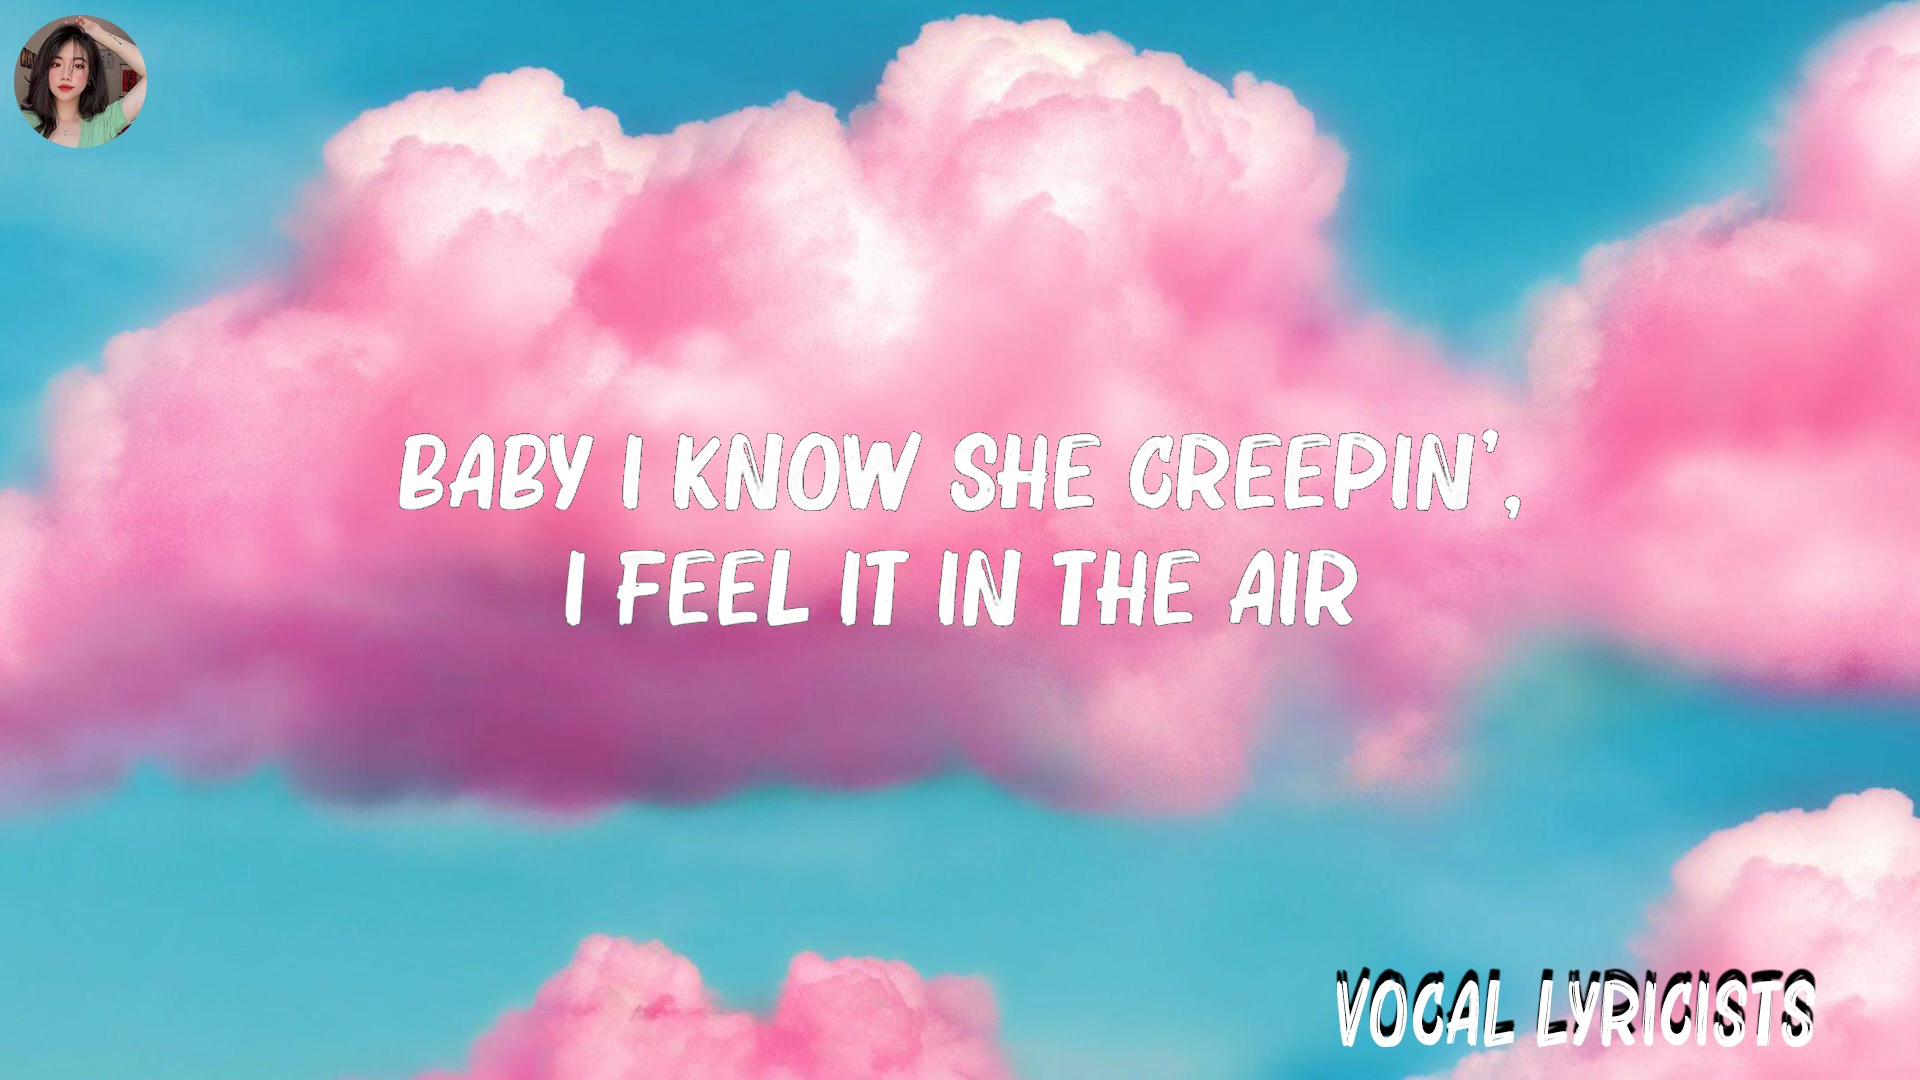 BABY I KNOW SHE CREEPIN',
I FEEL IT IN THE AIR
VOCAL LYRICISTS